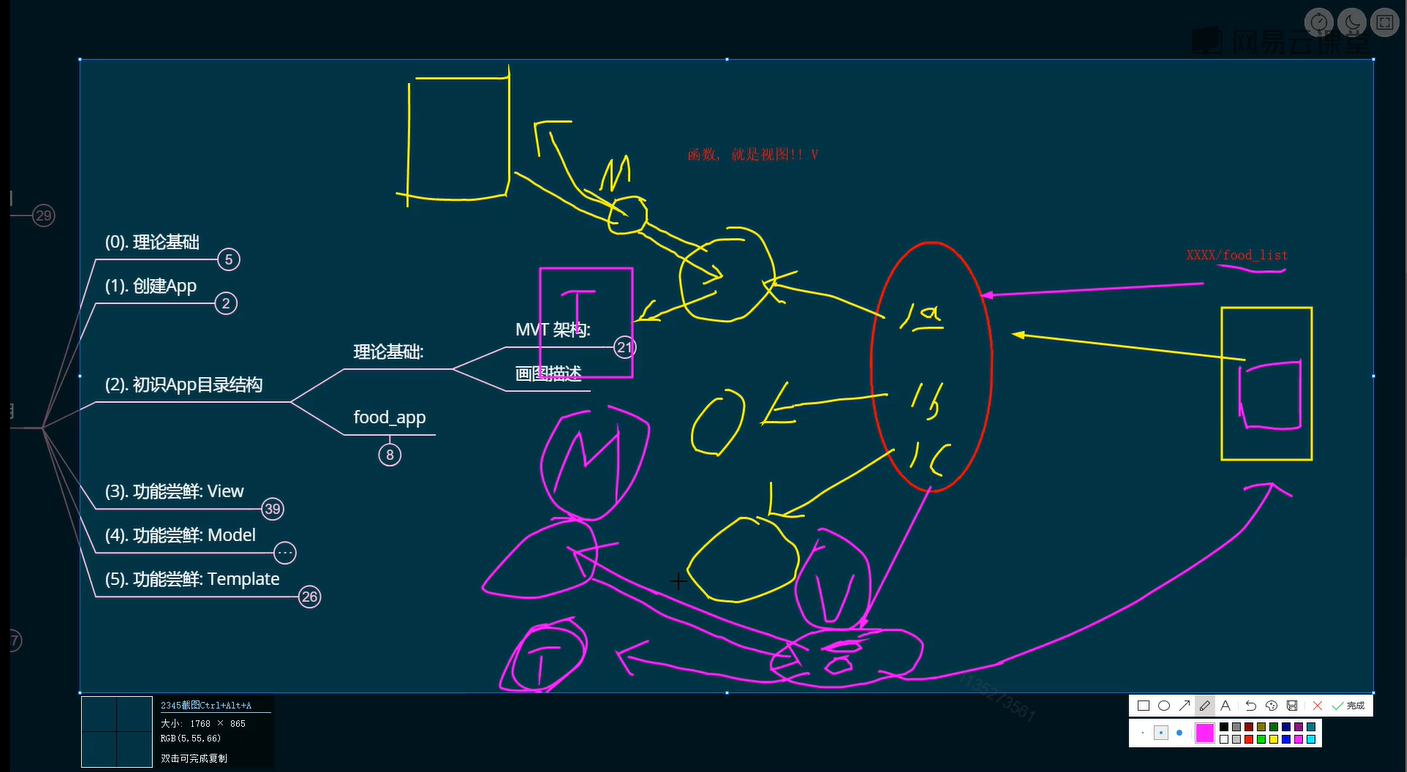 网易云课堂
函数, 就是视图!! V
M
29
(0). 理论基础
5
XXXX/food_list
(1). 创建App
2
T
MVT 架构:
21
理论基础:
画图描述
(2). 初识App目录结构
food_app
8
M
(3). 功能尝鲜: View
39
(4). 功能尝鲜: Model
...
(5). 功能尝鲜: Template
26
V
T
7
2345截图Ctrl+Alt+A
大小: 1768 × 865
RGB(5,55,66)
双击可完成复制
A
完成